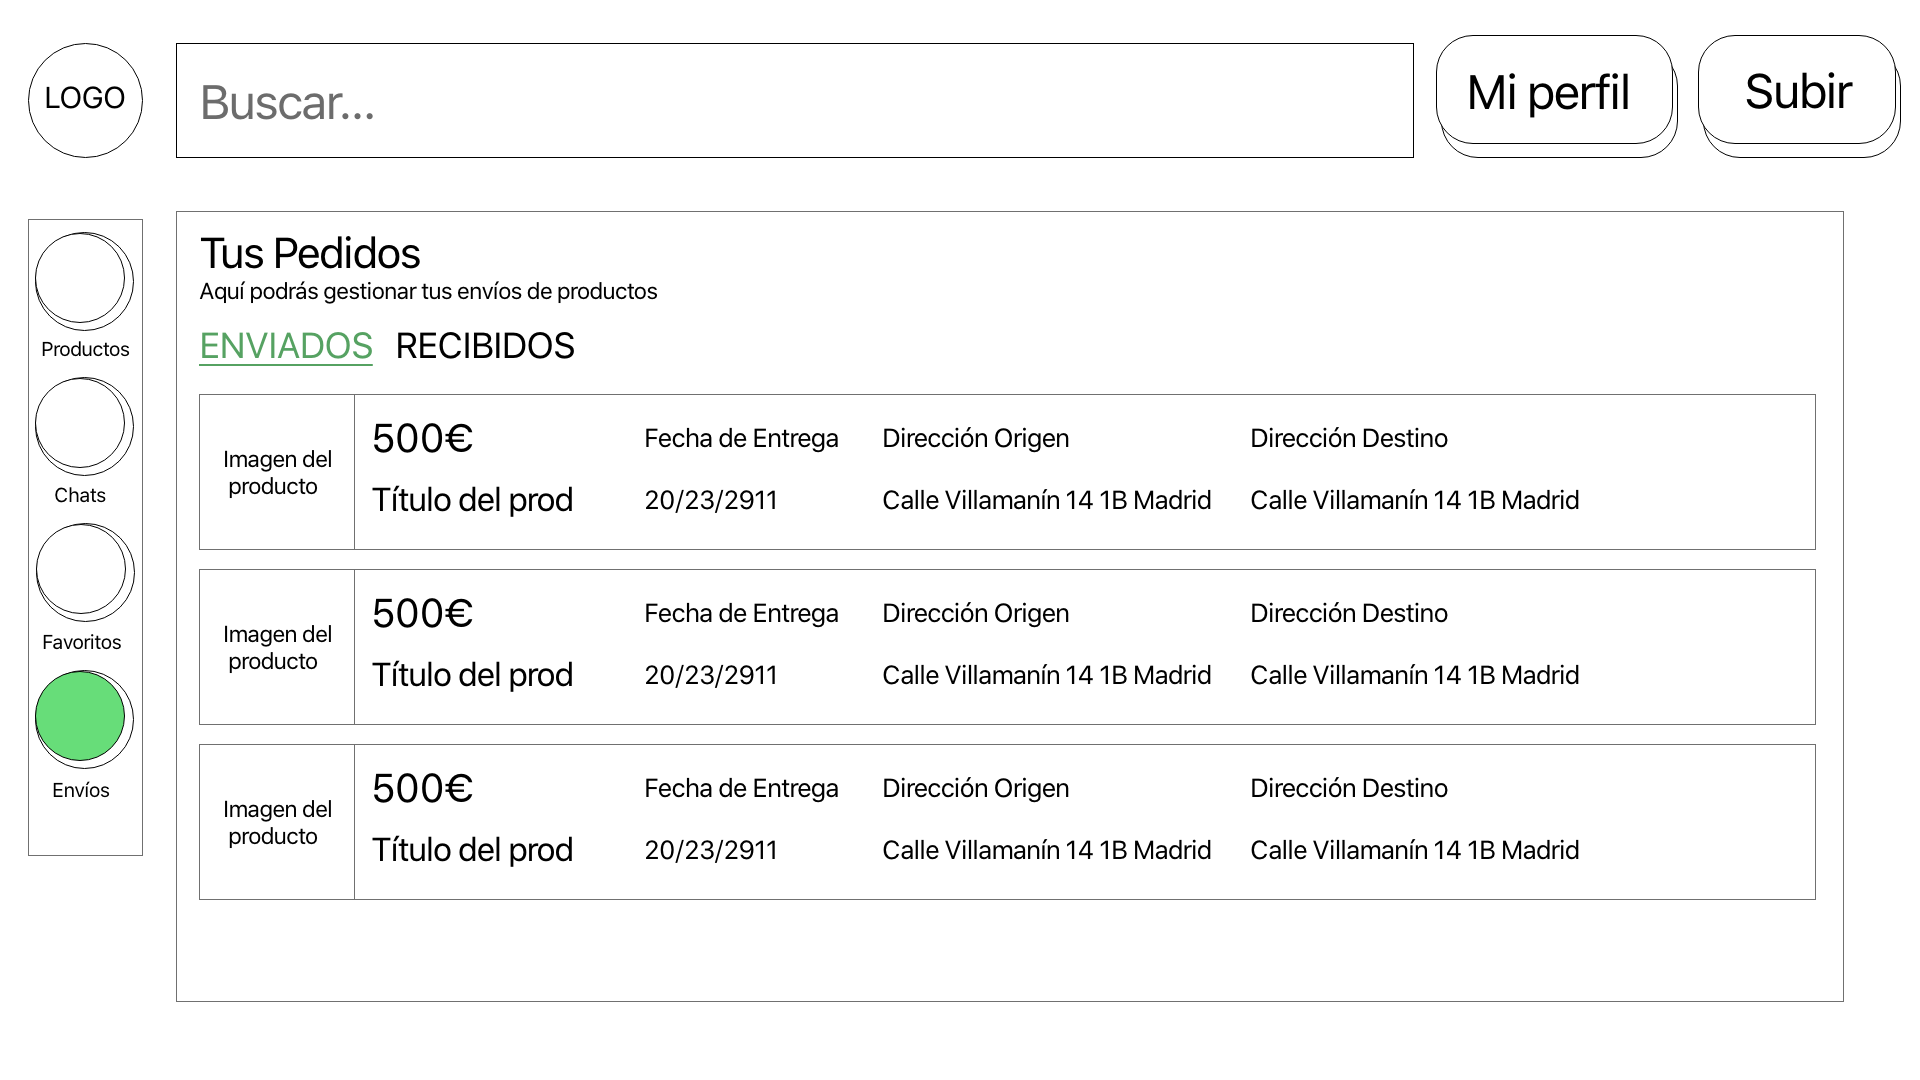 LOGO
Buscar...
Mi perfil
Subir
Productos
Chats
Favoritos
Envíos
Tus Pedidos
Aquí podrás gestionar tus envíos de productos
ENVIADOS RECIBIDOS
Imagen del
producto
500€
Título del prod
Fecha de Entrega
20/23/2911
Dirección Origen
Calle Villamanín 14 1B Madrid
Dirección Destino
Calle Villamanín 14 1B Madrid
Imagen del
producto
500€
Título del prod
Fecha de Entrega
20/23/2911
Dirección Origen
Calle Villamanín 14 1B Madrid
Dirección Destino
Calle Villamanín 14 1B Madrid
Imagen del
producto
500€
Título del prod
Fecha de Entrega
20/23/2911
Dirección Origen
Calle Villamanín 14 1B Madrid
Dirección Destino
Calle Villamanín 14 1B Madrid